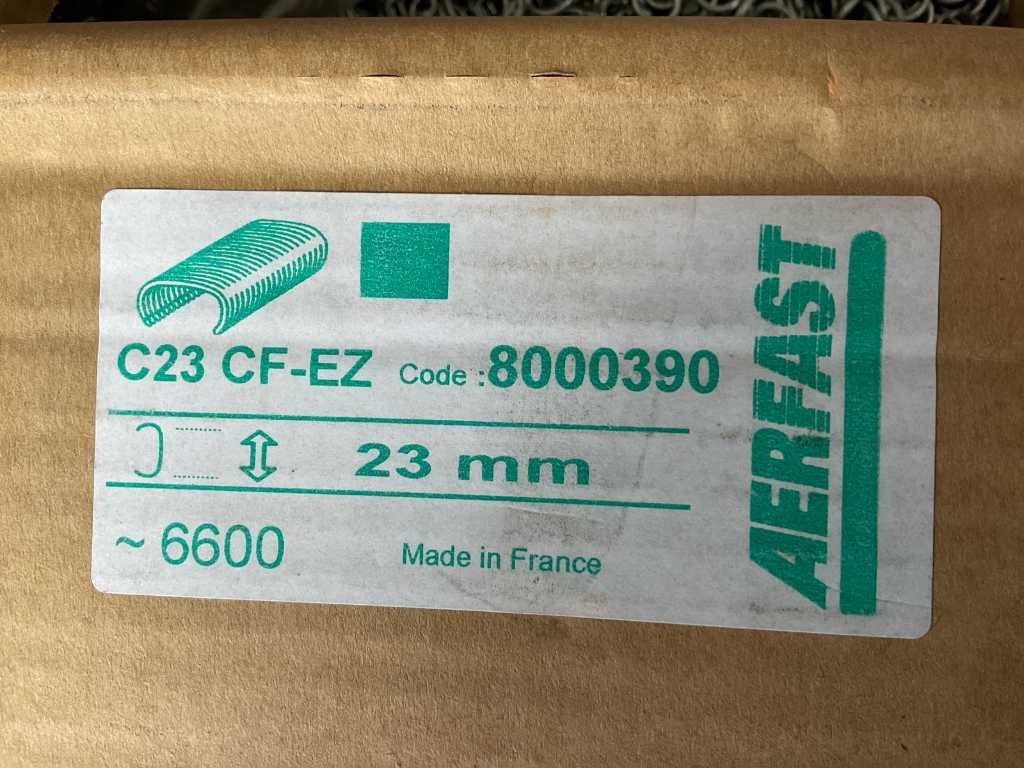 C23 CF-EZ Code :8000390
23 mm
~ 6600
Made in France
AERFAST